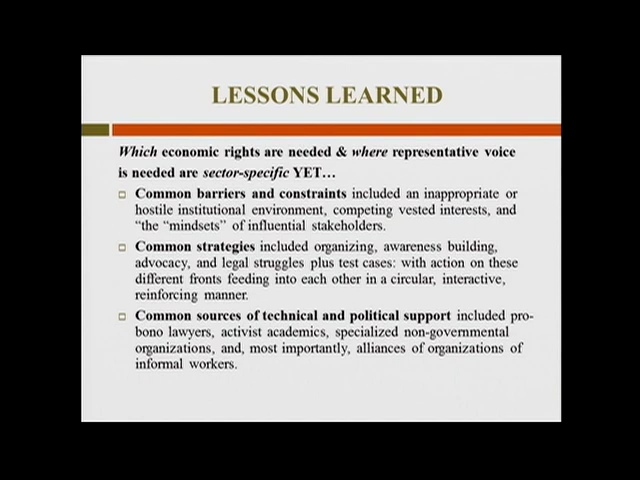 LESSONS LEARNED
Which economic rights are needed & where representative voice
is needed are sector-specific YET…
Common barriers and constraints included an inappropriate or
hostile institutional environment, competing vested interests, and
“the “mindsets” of influential stakeholders.
Common strategies included organizing, awareness building,
advocacy, and legal struggles plus test cases: with action on these
different fronts feeding into each other in a circular, interactive,
reinforcing manner.
Common sources of technical and political support included pro-
bono lawyers, activist academics, specialized non-governmental
organizations, and, most importantly, alliances of organizations of
informal workers.